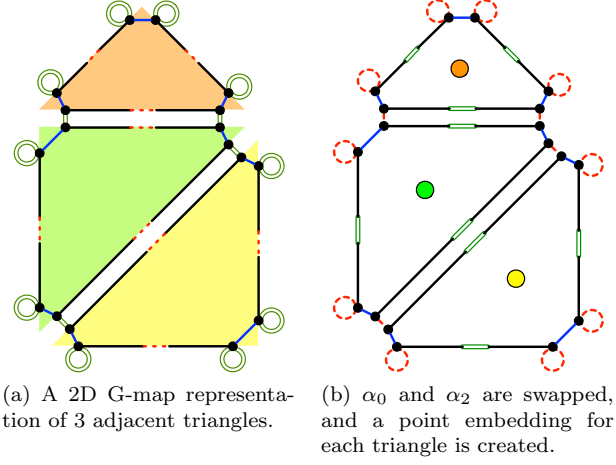 (a) A 2D G-map representa-
tion of 3 adjacent triangles.
(b) α₀ and α₂ are swapped,
and a point embedding for
each triangle is created.